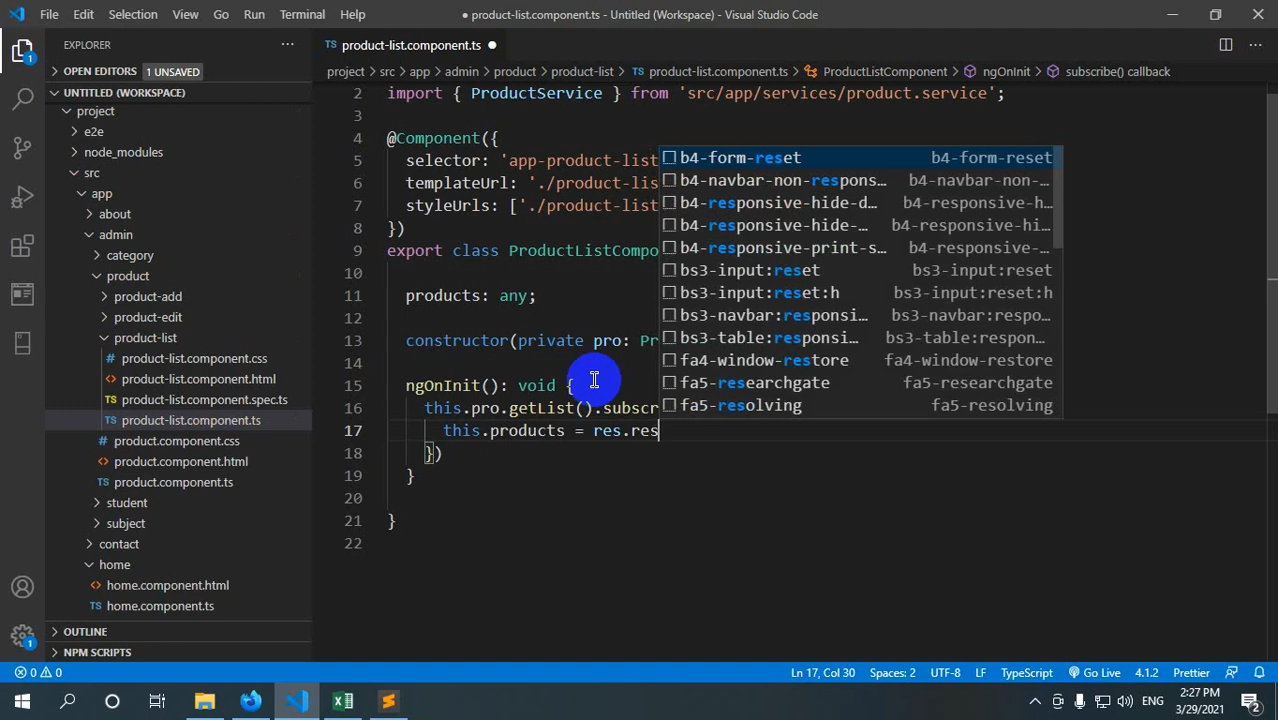 File Edit Selection View Go Run Terminal Help
● product-list.component.ts - Untitled (Workspace) - Visual Studio Code
EXPLORER
TS product-list.component.ts
OPEN EDITORS 1 UNSAVED
project > src > app > admin > product > product-list > TS product-list.component.ts > ProductListComponent > ngOnInit > subscribe() callback
UNTITLED (WORKSPACE)
project
e2e
node_modules
src
app
about
admin
category
product
product-add
product-edit
product-list
product-list.component.css
product-list.component.html
product-list.component.spec.ts
TS product-list.component.ts
product.component.css
product.component.html
TS product.component.ts
student
subject
contact
home
home.component.html
TS home.component.ts
OUTLINE
NPM SCRIPTS
2 import { ProductService } from 'src/app/services/product.service';
3
4 @Component({
5 selector: 'app-product-list
6 templateUrl: './product-list
7 styleUrls: ['./product-list
8 })
9 export class ProductListCompo
10
11 products: any;
12
13 constructor(private pro: Pr
14
15 ngOnInit(): void {
16 this.pro.getList().subscr
17 this.products = res.res
18 })
19 }
20
21 }
22
b4-form-reset b4-form-reset
b4-navbar-non-respons… b4-navbar-non-…
b4-responsive-hide-d… b4-responsive-h…
b4-responsive-hide-… b4-responsive-hi…
b4-responsive-print-s… b4-responsive-…
bs3-input:reset bs3-input:reset
bs3-input:reset:h bs3-input:reset:h
bs3-navbar:responsi… bs3-navbar:respo…
bs3-table:responsi… bs3-table:respon…
fa4-window-restore fa4-window-restore
fa5-researchgate fa5-researchgate
fa5-resolving fa5-resolving
0 0
Ln 17, Col 30 Spaces: 2 UTF-8 LF TypeScript Go Live 4.1.2 Prettier
ENG
2:27 PM
3/29/2021
2